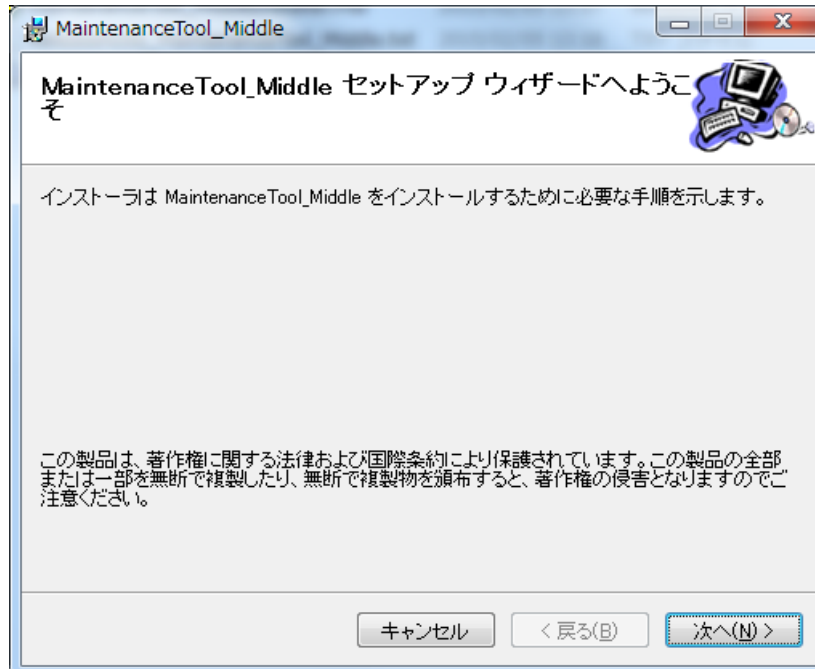 MaintenanceTool_Middle
MaintenanceTool_Middle セットアップ ウィザードへようこ
そ
インストーラは MaintenanceTool_Middle をインストールするために必要な手順を示します。
この製品は、著作権に関する法律および国際条約により保護されています。この製品の全部
または一部を無断で複製したり、無断で複製物を頒布すると、著作権の侵害となりますのでご
注意ください。
キャンセル
< 戻る(B)
次へ(N) >